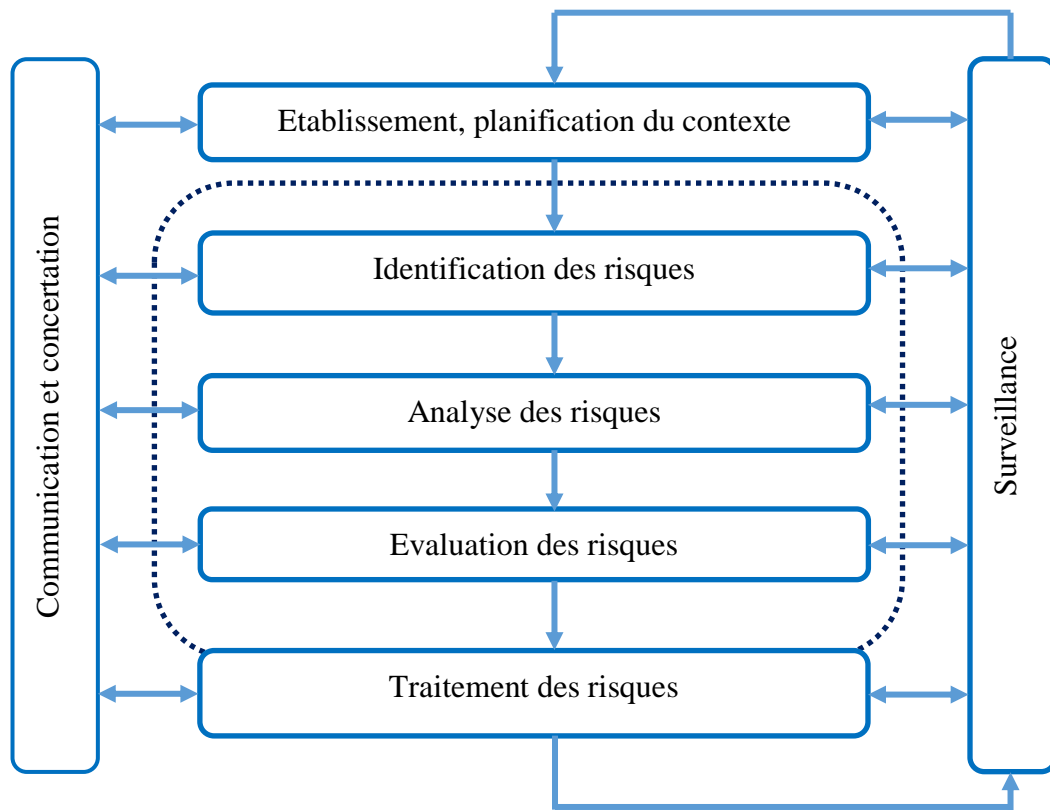 Communication et concertation
Etablissement, planification du contexte
Identification des risques
Analyse des risques
Evaluation des risques
Traitement des risques
Surveillance